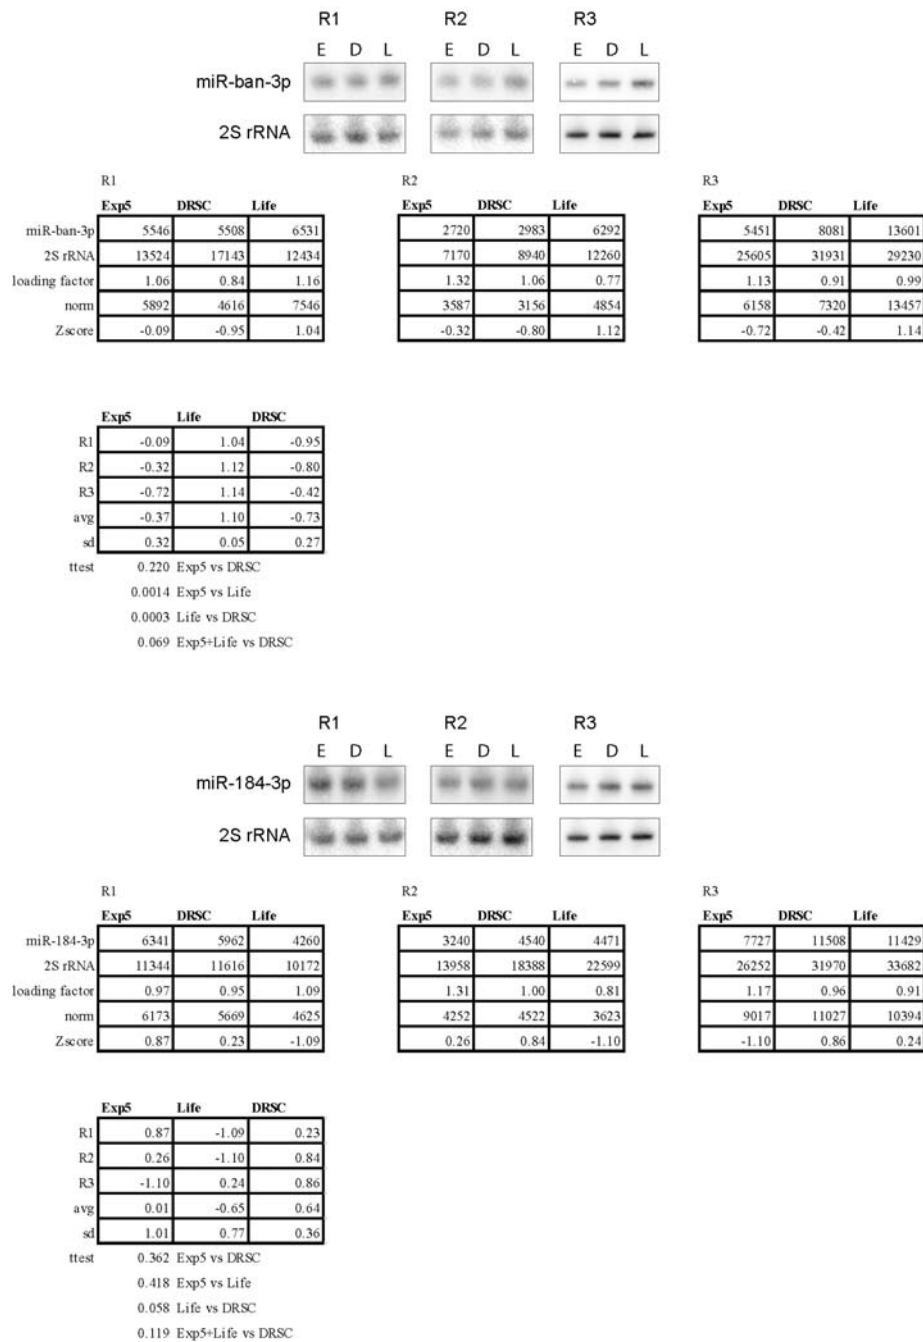 R1 R2 R3
E D L E D L E D L
miR-ban-3p
2S rRNA
R1 R2 R3
Exp5 DRSC Life Exp5 DRSC Life Exp5 DRSC Life
miR-ban-3p 5546 5508 6531 2720 2983 6292 5451 8081 13601
2S rRNA 13524 17143 12434 7170 8940 12260 25605 31931 29230
loading factor 1.06 0.84 1.16 1.32 1.06 0.77 1.13 0.91 0.99
norm 5892 4616 7546 3587 3156 4854 6158 7320 13457
Zscore -0.09 -0.95 1.04 -0.32 -0.80 1.12 -0.72 -0.42 1.14
Exp5 Life DRSC
R1 -0.09 1.04 -0.95
R2 -0.32 1.12 -0.80
R3 -0.72 1.14 -0.42
avg -0.37 1.10 -0.73
sd 0.32 0.05 0.27
ttest 0.220 Exp5 vs DRSC
0.0014 Exp5 vs Life
0.0003 Life vs DRSC
0.069 Exp5+Life vs DRSC
R1 R2 R3
E D L E D L E D L
miR-184-3p
2S rRNA
R1 R2 R3
Exp5 DRSC Life Exp5 DRSC Life Exp5 DRSC Life
miR-184-3p 6341 5962 4260 3240 4540 4471 7727 11508 11429
2S rRNA 11344 11616 10172 13958 18388 22599 26252 31970 33682
loading factor 0.97 0.95 1.09 1.31 1.00 0.81 1.17 0.96 0.91
norm 6173 5669 4625 4252 4522 3623 9017 11027 10394
Zscore 0.87 0.23 -1.09 0.26 0.84 -1.10 -1.10 0.86 0.24
Exp5 Life DRSC
R1 0.87 -1.09 0.23
R2 0.26 -1.10 0.84
R3 -1.10 0.24 0.86
avg 0.01 -0.65 0.64
sd 1.01 0.77 0.36
ttest 0.362 Exp5 vs DRSC
0.418 Exp5 vs Life
0.058 Life vs DRSC
0.119 Exp5+Life vs DRSC